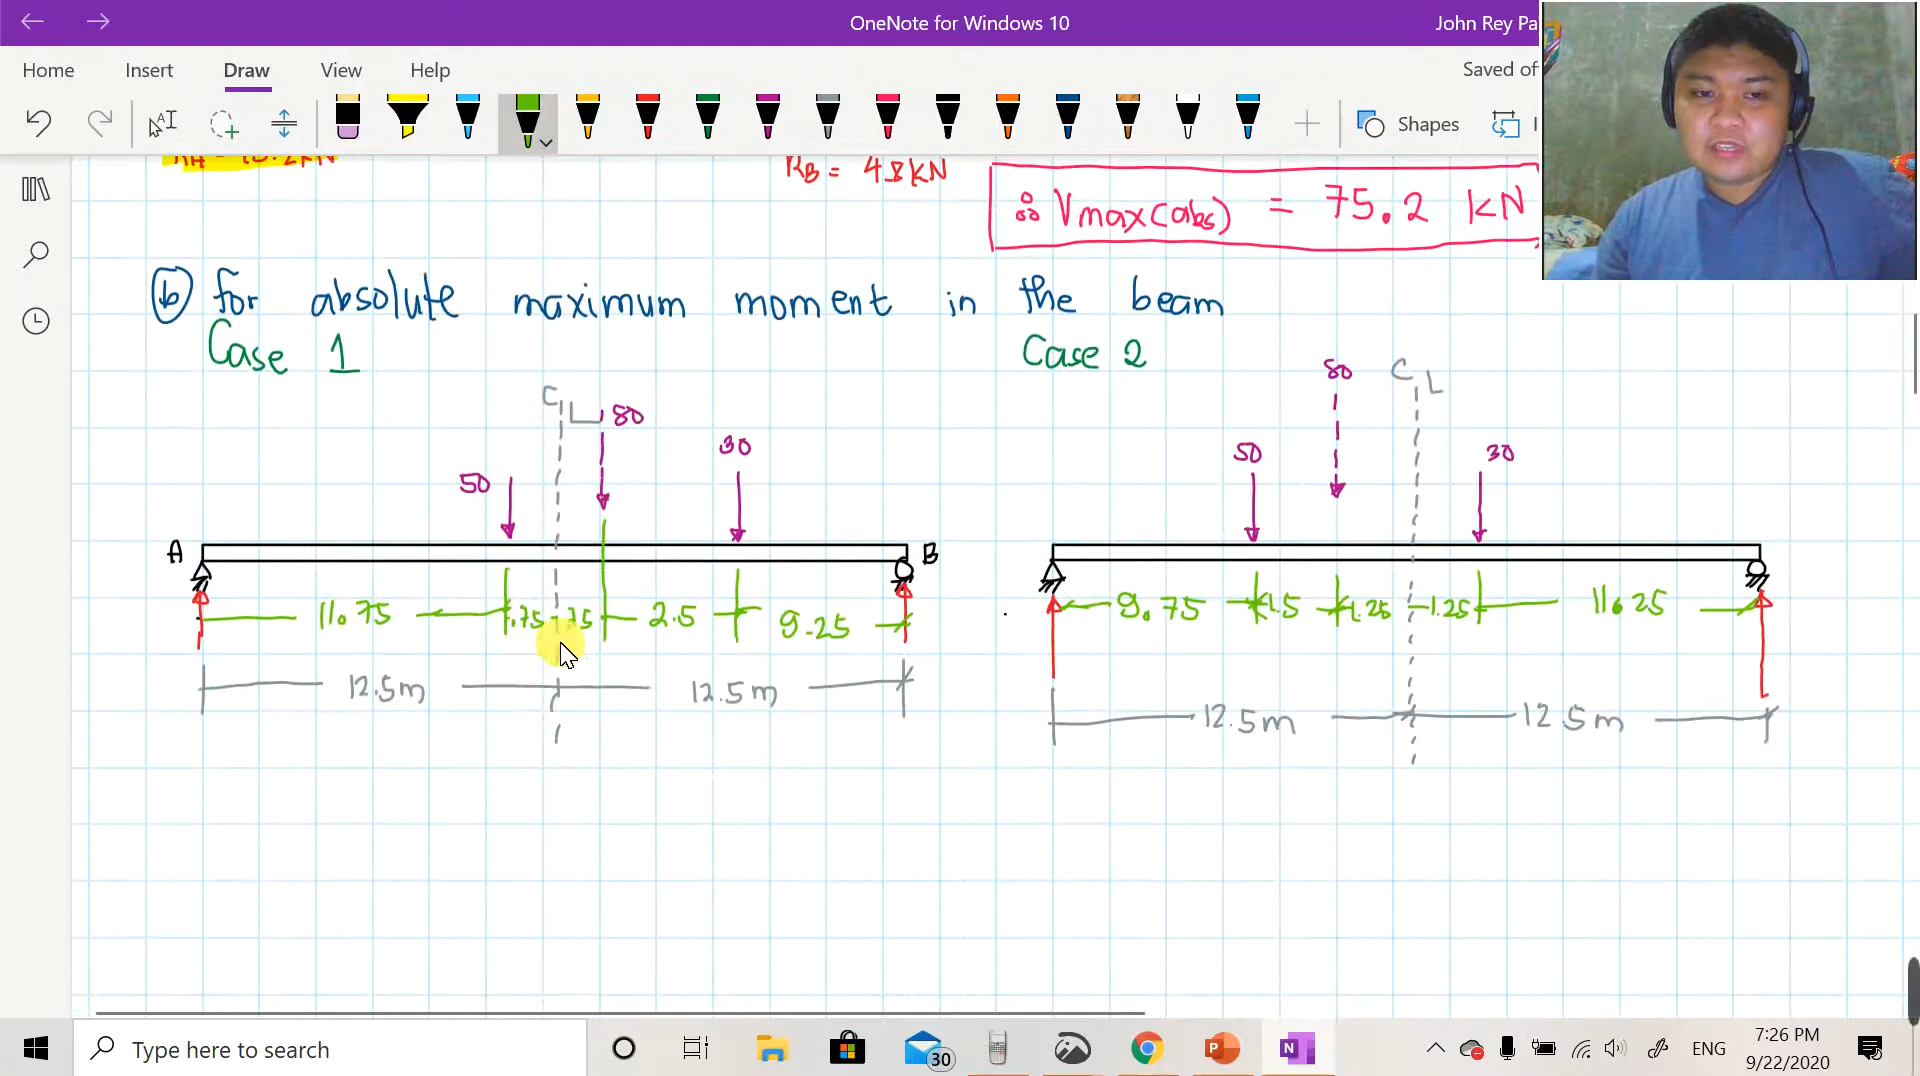 OneNote for Windows 10
John Rey Pa
Home Insert Draw View Help
Saved of
Shapes
RB = 4.8 KN
∴ Vmax(abs) = 75.2 KN
b for absolute maximum moment in the beam
Case 1
Case 2
CL 80
80 CL
50 30
50 30
A B
11.75 .75 .75 2.5 9.25
9.75 1.5 1.25 1.25 11.25
12.5m 12.5m
12.5m 12.5m
Type here to search
30
ENG
7:26 PM
9/22/2020